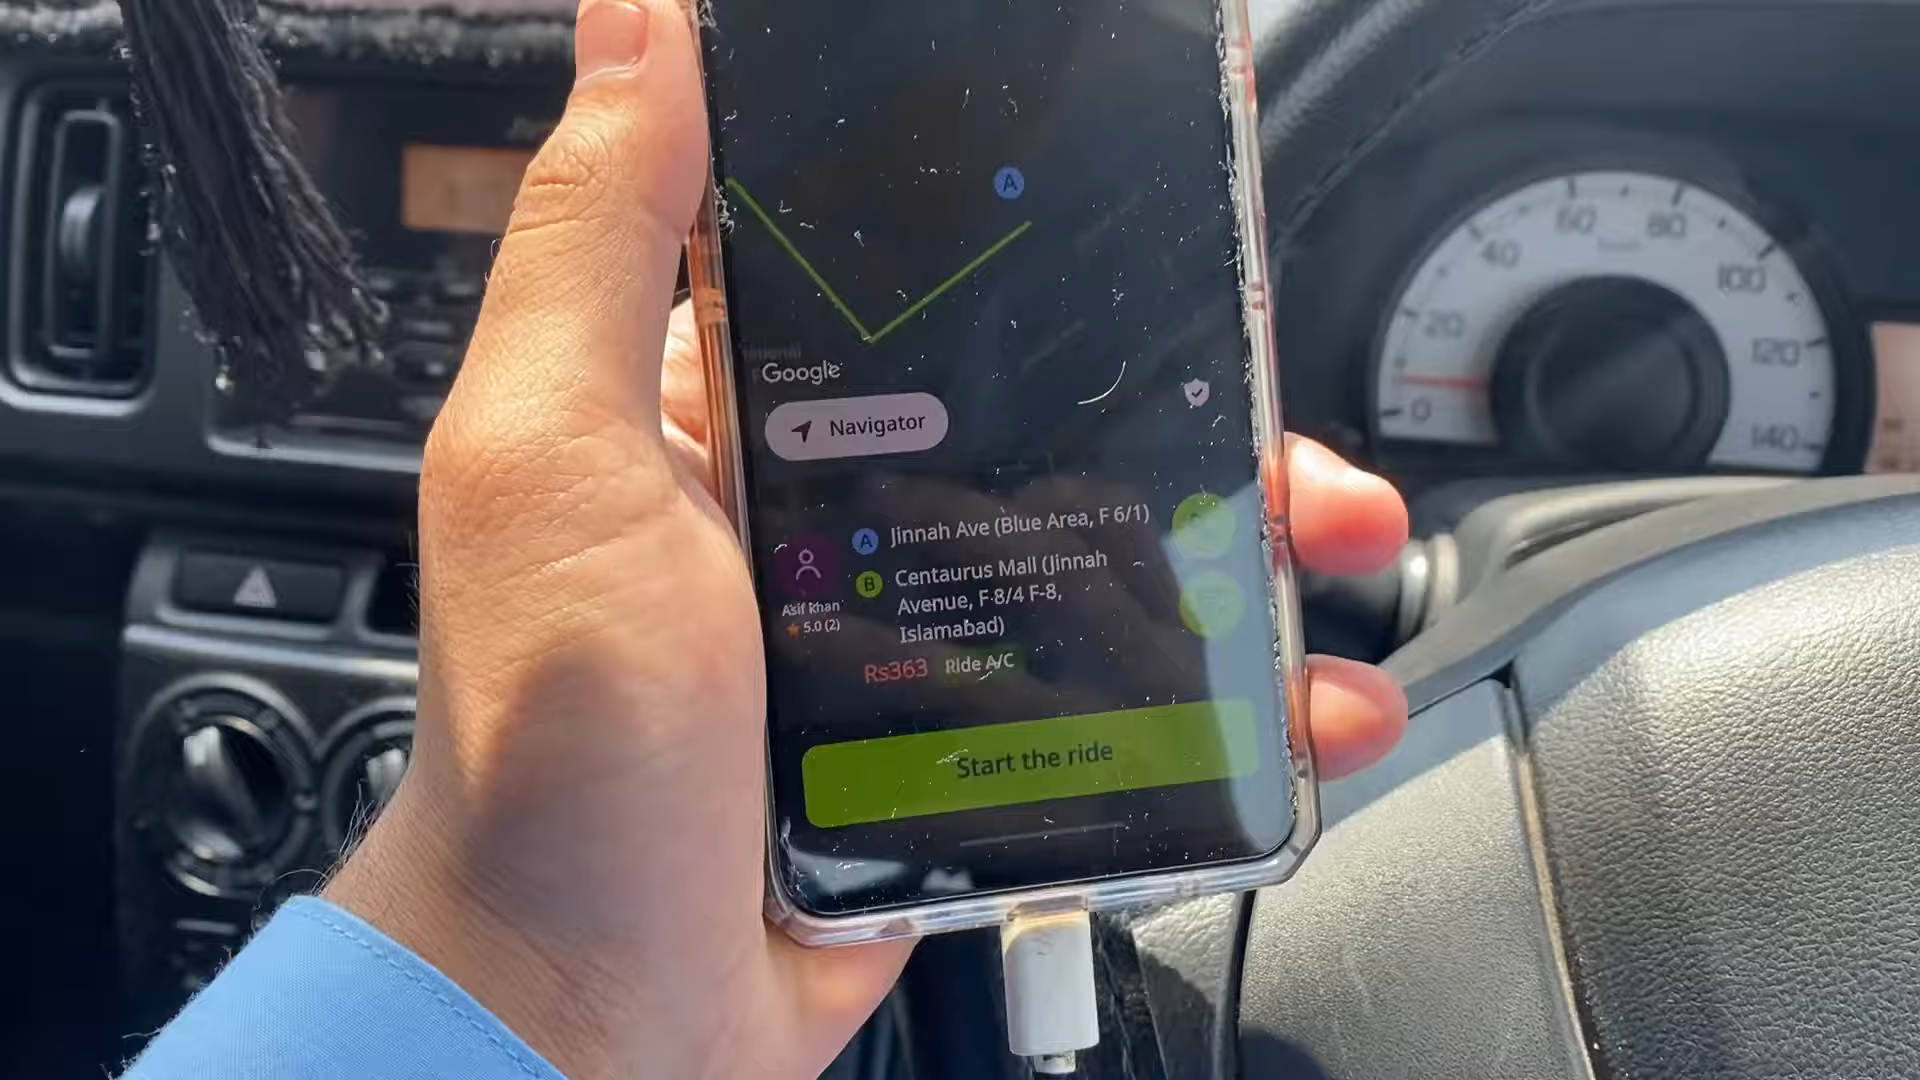 A
Google
Navigator
A Jinnah Ave (Blue Area, F 6/1)
B Centaurus Mall (Jinnah
Avenue, F-8/4 F-8,
Islamabad)
Asif Khan
5.0 (2)
Rs363 Ride A/C
Start the ride
0
20
40
60
80
100
120
140